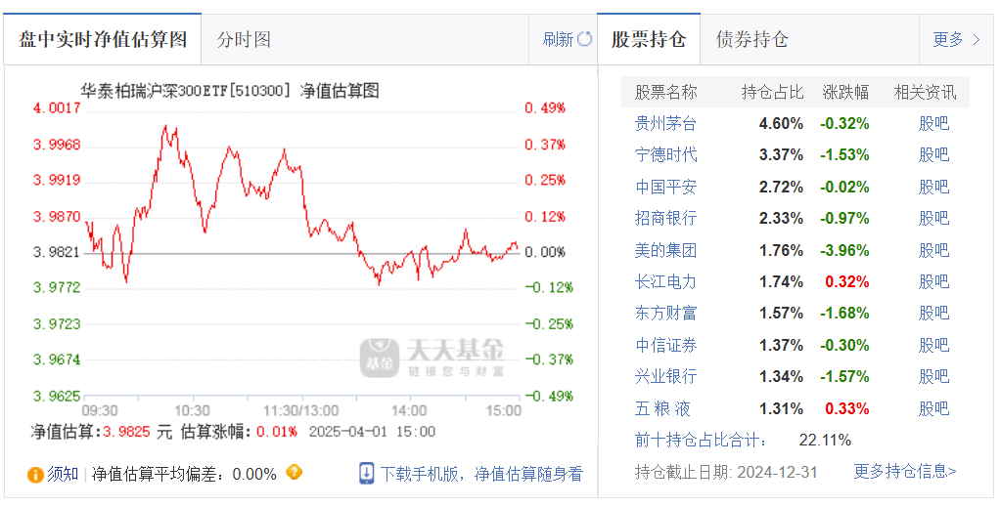 盘中实时净值估算图 分时图 刷新
华泰柏瑞沪深300ETF[510300] 净值估算图
4.0017 0.49%
3.9968 0.37%
3.9919 0.25%
3.9870 0.12%
3.9821 0.00%
3.9772 -0.12%
3.9723 -0.25%
3.9674 -0.37%
3.9625 -0.49%
基金 天天基金
链接您与财富
09:30 10:30 11:30/13:00 14:00 15:00
净值估算:3.9825 元 估算涨幅: 0.01% 2025-04-01 15:00
须知 | 净值估算平均偏差: 0.00% ?
下载手机版，净值估算随身看
股票持仓 债券持仓 更多 >
股票名称 持仓占比 涨跌幅 相关资讯
贵州茅台 4.60% -0.32% 股吧
宁德时代 3.37% -1.53% 股吧
中国平安 2.72% -0.02% 股吧
招商银行 2.33% -0.97% 股吧
美的集团 1.76% -3.96% 股吧
长江电力 1.74% 0.32% 股吧
东方财富 1.57% -1.68% 股吧
中信证券 1.37% -0.30% 股吧
兴业银行 1.34% -1.57% 股吧
五 粮 液 1.31% 0.33% 股吧
前十持仓占比合计： 22.11%
持仓截止日期: 2024-12-31 更多持仓信息>